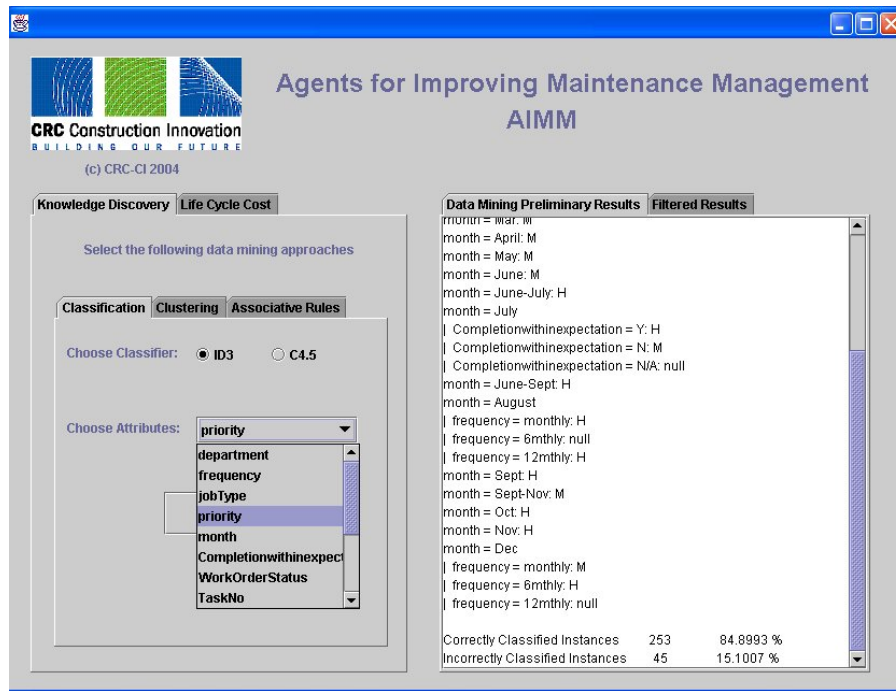 CRC Construction Innovation
BUILDING OUR FUTURE
(c) CRC-CI 2004
Agents for Improving Maintenance Management
AIMM
Knowledge Discovery
Life Cycle Cost
Select the following data mining approaches
Classification
Clustering
Associative Rules
Choose Classifier:
ID3
C4.5
Choose Attributes:
priority
department
frequency
jobType
priority
month
Completionwithinexpect
WorkOrderStatus
TaskNo
Data Mining Preliminary Results
Filtered Results
month = Mar: M
month = April: M
month = May: M
month = June: M
month = June-July: H
month = July
| Completionwithinexpectation = Y: H
| Completionwithinexpectation = N: M
| Completionwithinexpectation = N/A: null
month = June-Sept: H
month = August
| frequency = monthly: H
| frequency = 6mthly: null
| frequency = 12mthly: H
month = Sept: H
month = Sept-Nov: M
month = Oct: H
month = Nov: H
month = Dec
| frequency = monthly: M
| frequency = 6mthly: H
| frequency = 12mthly: null
Correctly Classified Instances 253 84.8993 %
Incorrectly Classified Instances 45 15.1007 %